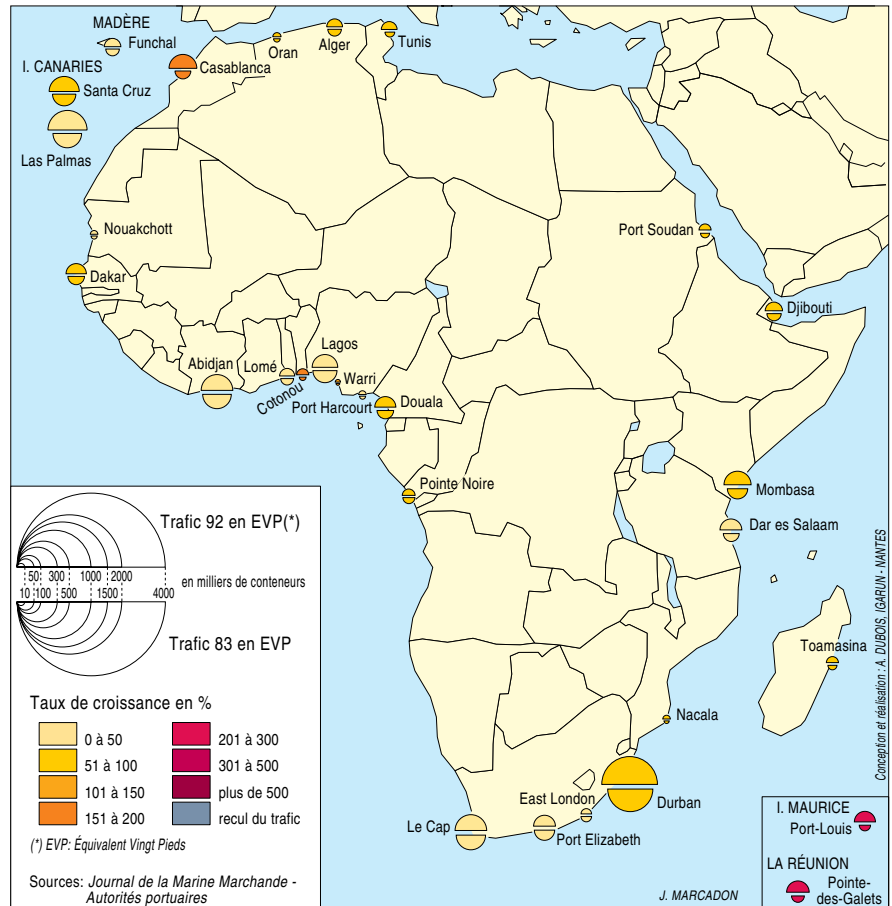 MADÈRE
Funchal
I. CANARIES
Santa Cruz
Las Palmas
Casablanca
Oran
Alger
Tunis
Nouakchott
Dakar
Port Soudan
Djibouti
Abidjan
Lomé
Cotonou
Lagos
Warri
Port Harcourt
Douala
Pointe Noire
Mombasa
Dar es Salaam
Toamasina
Nacala
Durban
East London
Port Elizabeth
Le Cap
Trafic 92 en EVP(*)
50 300 1000 2000
en milliers de conteneurs
10 100 500 1500 4000
Trafic 83 en EVP
Taux de croissance en %
0 à 50
51 à 100
101 à 150
151 à 200
201 à 300
301 à 500
plus de 500
recul du trafic
(*) EVP: Équivalent Vingt Pieds
Sources: Journal de la Marine Marchande -
Autorités portuaires
J. MARCADON
I. MAURICE
Port-Louis
LA RÉUNION
Pointe-
des-Galets
Conception et réalisation : A. DUBOIS, IGARUN - NANTES